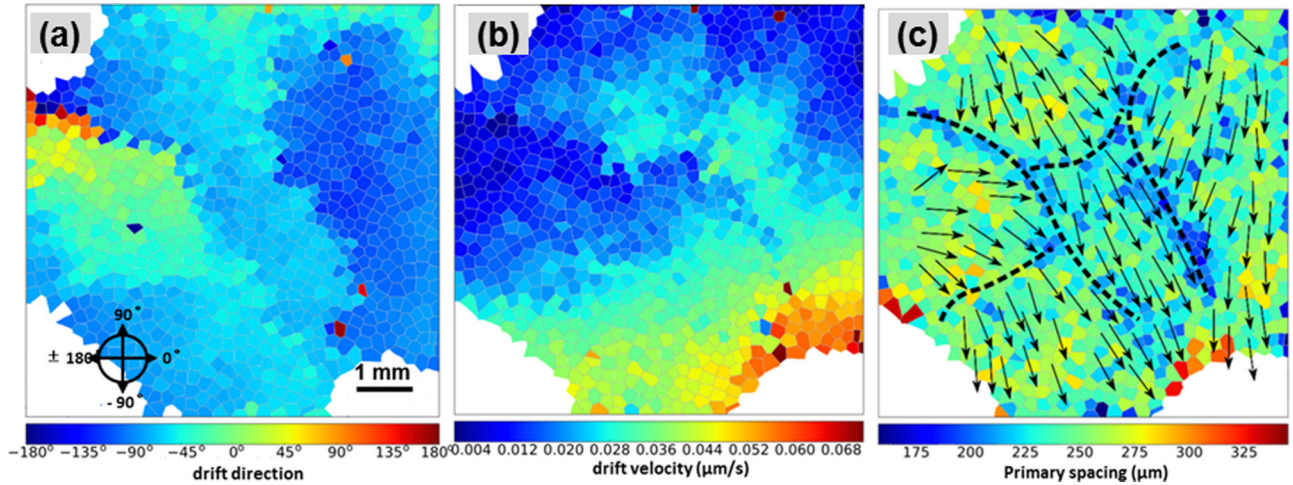 (a)
(b)
(c)
90°
± 180°
0°
-90°
1 mm
−180° −135° −90° −45° 0° 45° 90° 135° 180°
drift direction
0.004 0.012 0.020 0.028 0.036 0.044 0.052 0.060 0.068
drift velocity (μm/s)
175 200 225 250 275 300 325
Primary spacing (μm)